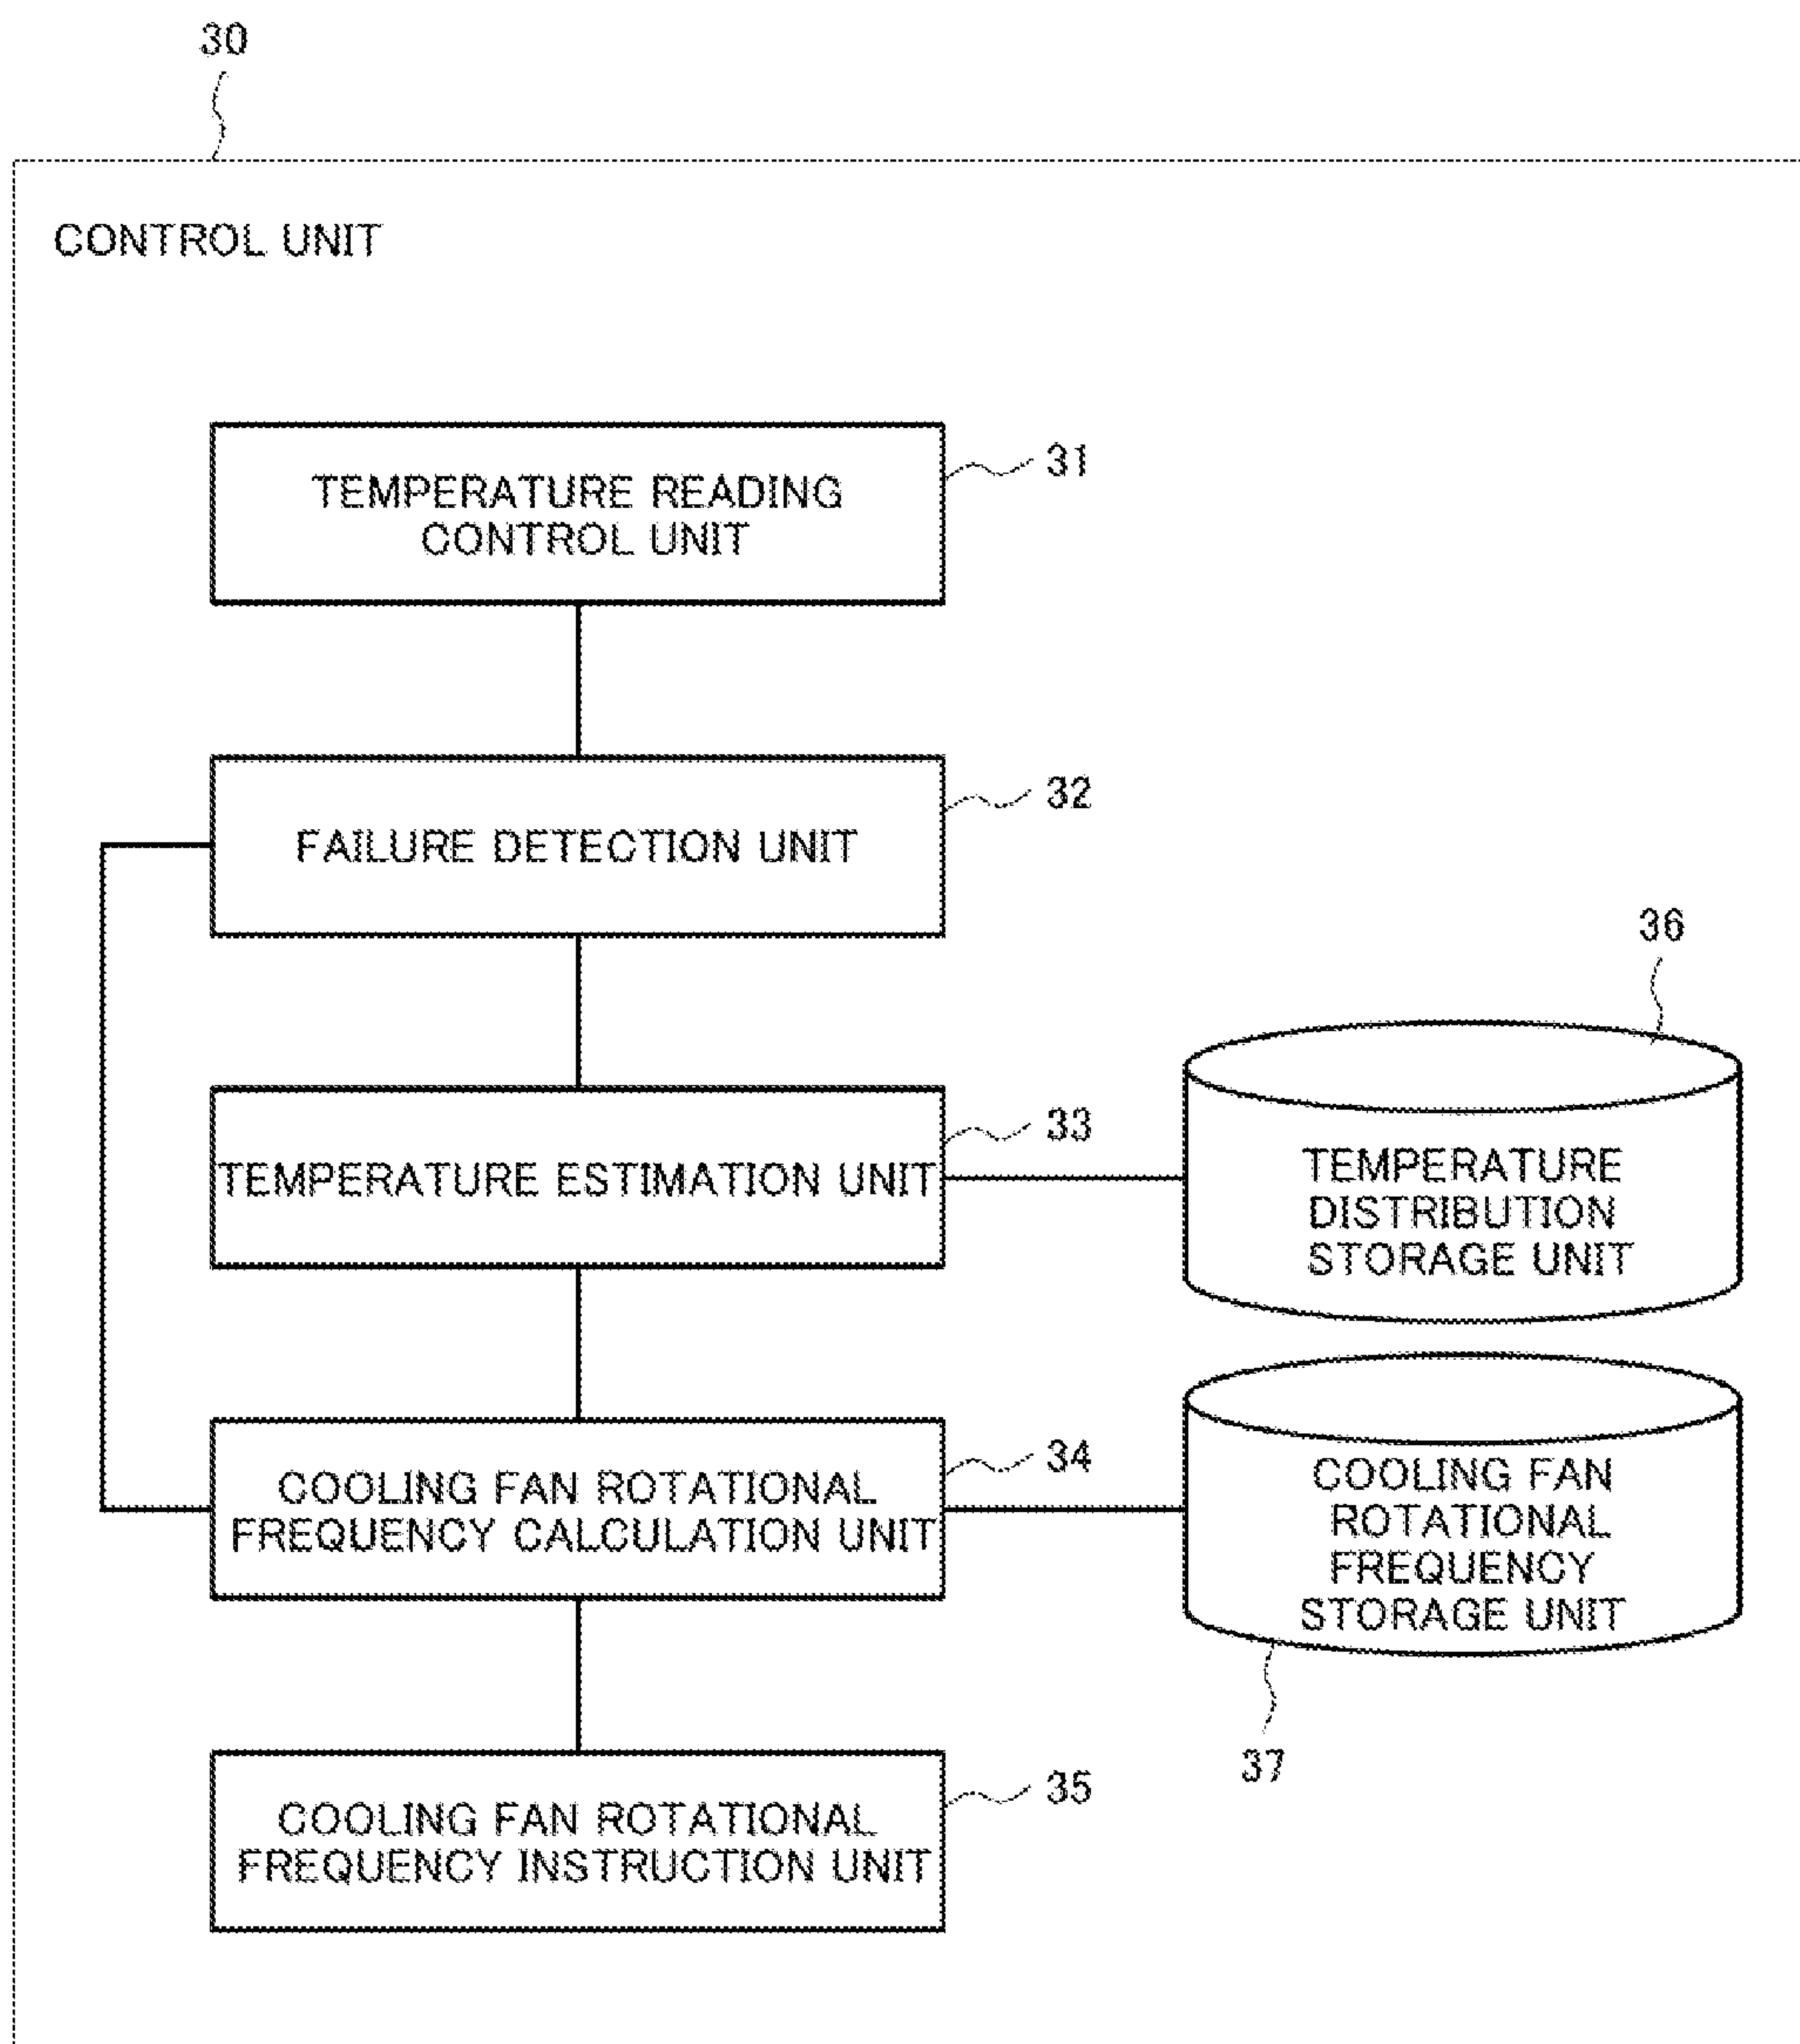 30
CONTROL UNIT
31
TEMPERATURE READING
CONTROL UNIT
32
FAILURE DETECTION UNIT
36
33
TEMPERATURE ESTIMATION UNIT
TEMPERATURE
DISTRIBUTION
STORAGE UNIT
34
COOLING FAN ROTATIONAL
FREQUENCY CALCULATION UNIT
COOLING FAN
ROTATIONAL
FREQUENCY
STORAGE UNIT
37
35
COOLING FAN ROTATIONAL
FREQUENCY INSTRUCTION UNIT